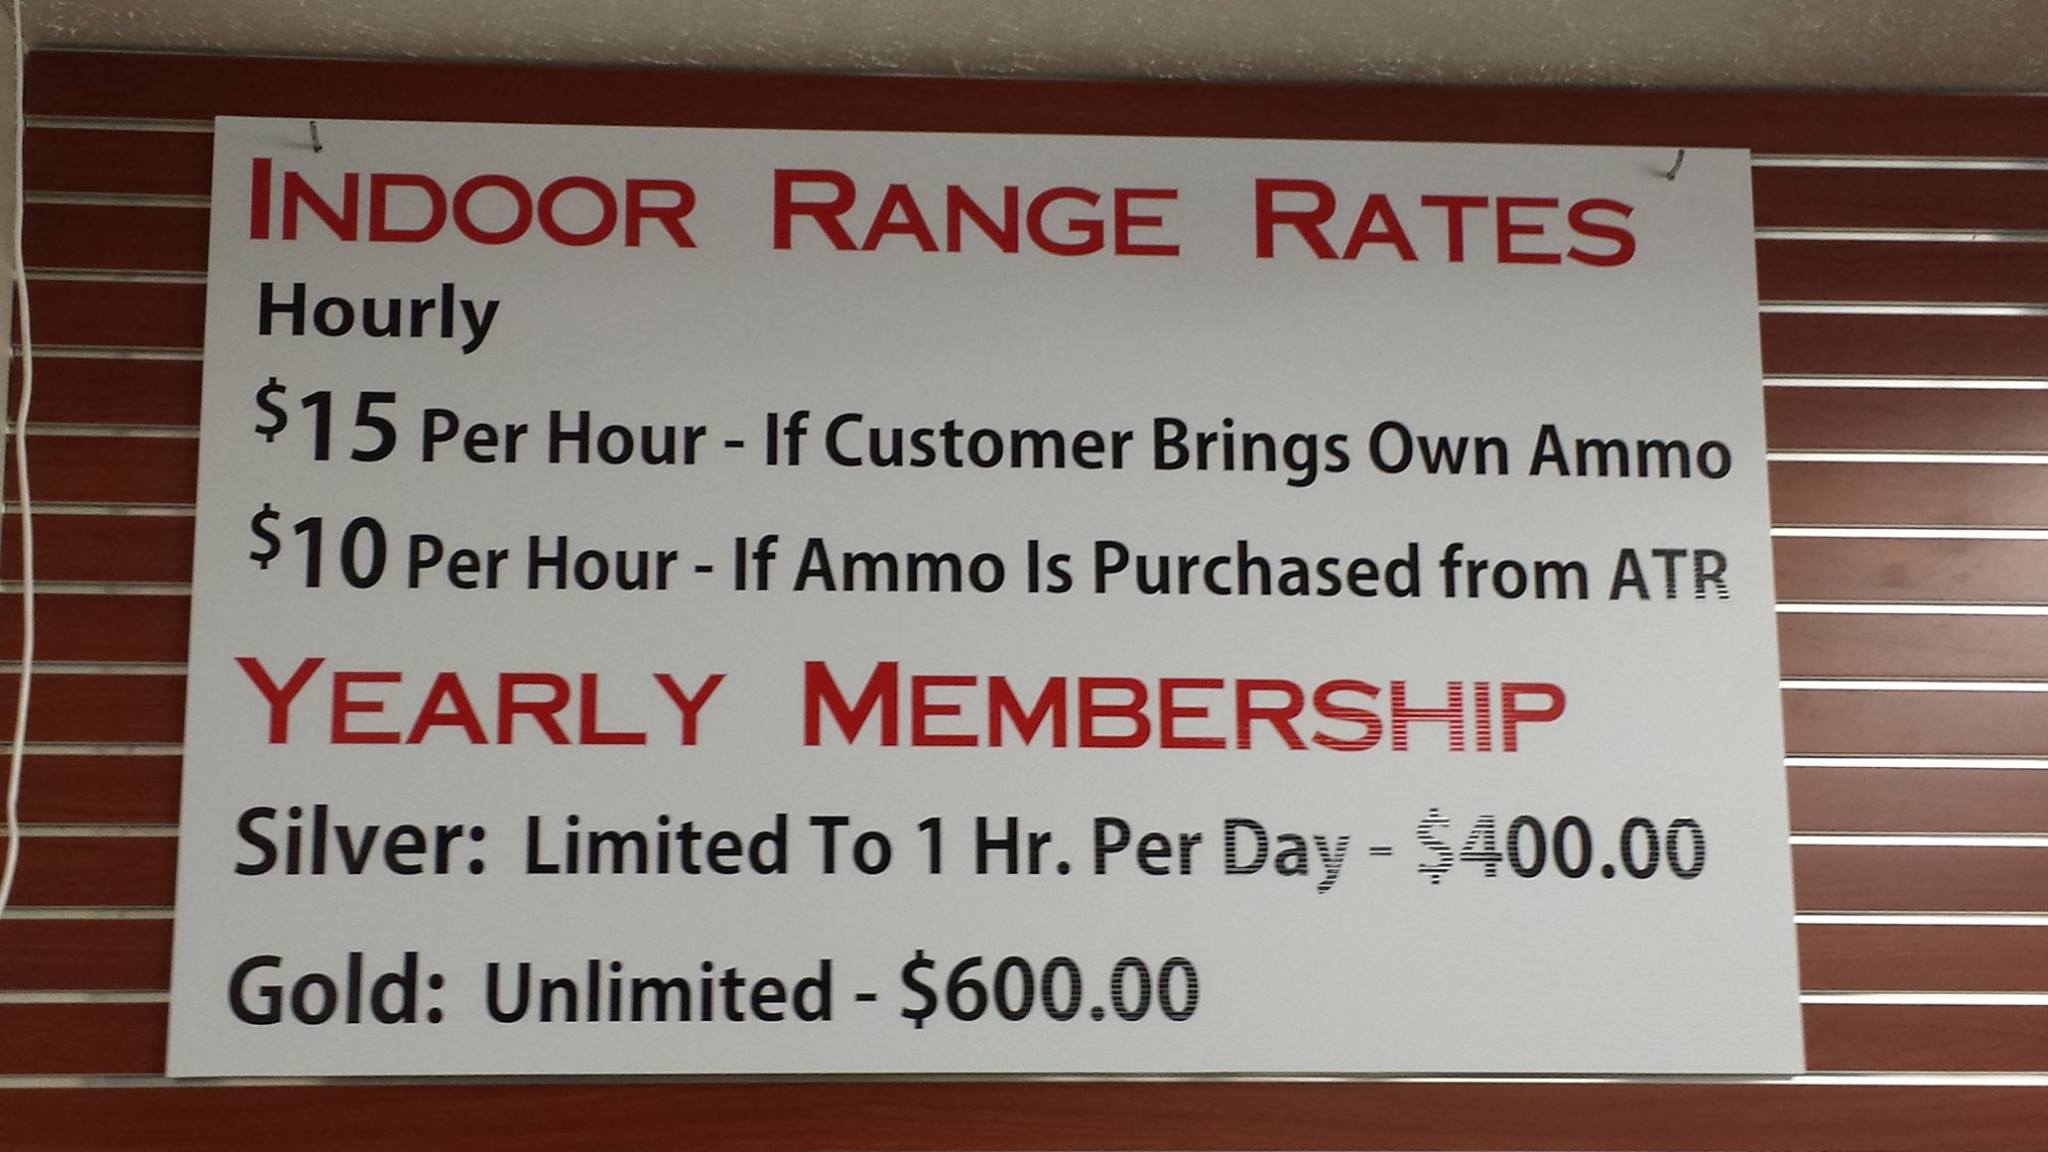 Indoor Range Rates
Hourly
$15 Per Hour - If Customer Brings Own Ammo
$10 Per Hour - If Ammo Is Purchased from ATR
Yearly Membership
Silver: Limited To 1 Hr. Per Day - $400.00
Gold: Unlimited - $600.00